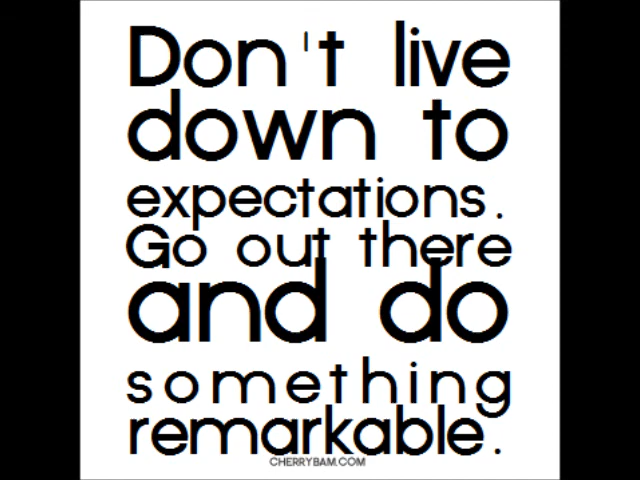 Don't live
down to
expectations.
Go out there
and do
something
remarkable.
CHERRYBAM.COM